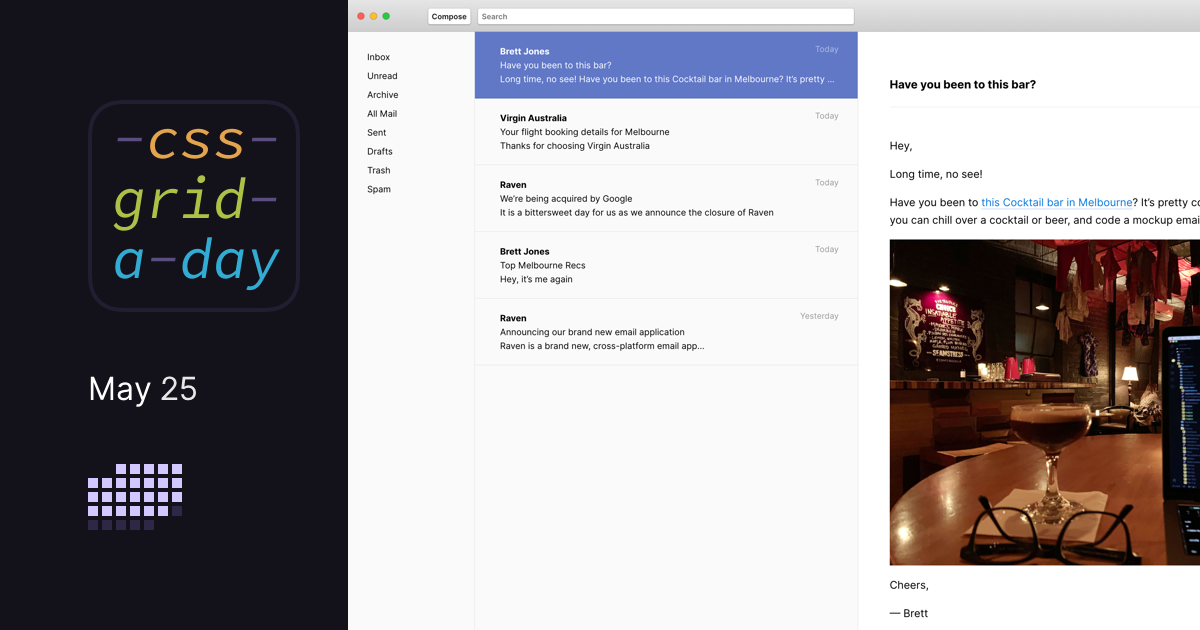 -css-
grid-
a-day
May 25
Compose
Search
Inbox
Unread
Archive
All Mail
Sent
Drafts
Trash
Spam
Brett Jones
Today
Have you been to this bar?
Long time, no see! Have you been to this Cocktail bar in Melbourne? It's pretty ...
Virgin Australia
Today
Your flight booking details for Melbourne
Thanks for choosing Virgin Australia
Raven
Today
We're being acquired by Google
It is a bittersweet day for us as we announce the closure of Raven
Brett Jones
Today
Top Melbourne Recs
Hey, it's me again
Raven
Yesterday
Announcing our brand new email application
Raven is a brand new, cross-platform email app...
Have you been to this bar?
Hey,
Long time, no see!
Have you been to this Cocktail bar in Melbourne? It's pretty co
you can chill over a cocktail or beer, and code a mockup emai
INSATIABLE
APPETITE
SEAMSTRESS
Cheers,
— Brett